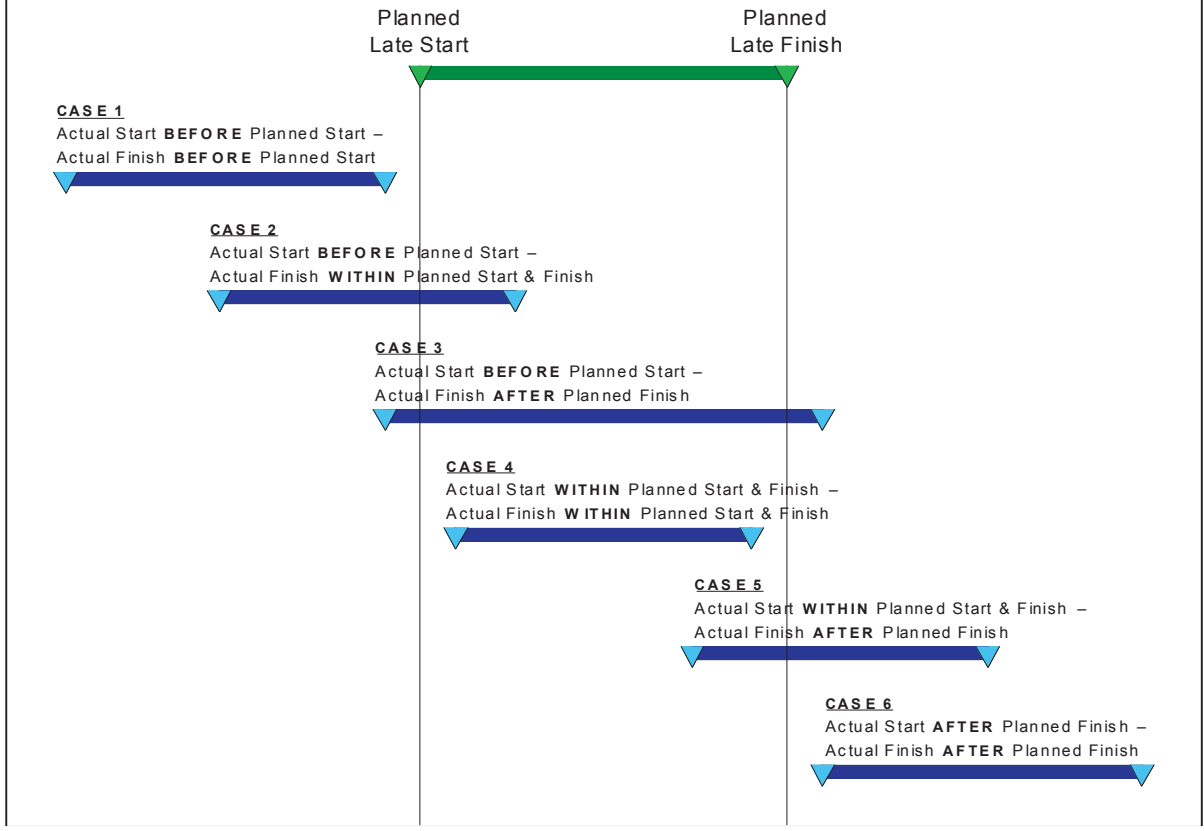 Planned
Late Start
Planned
Late Finish
CASE 1
Actual Start BEFORE Planned Start –
Actual Finish BEFORE Planned Start
CASE 2
Actual Start BEFORE Planned Start –
Actual Finish WITHIN Planned Start & Finish
CASE 3
Actual Start BEFORE Planned Start –
Actual Finish AFTER Planned Finish
CASE 4
Actual Start WITHIN Planned Start & Finish –
Actual Finish WITHIN Planned Start & Finish
CASE 5
Actual Start WITHIN Planned Start & Finish –
Actual Finish AFTER Planned Finish
CASE 6
Actual Start AFTER Planned Finish –
Actual Finish AFTER Planned Finish